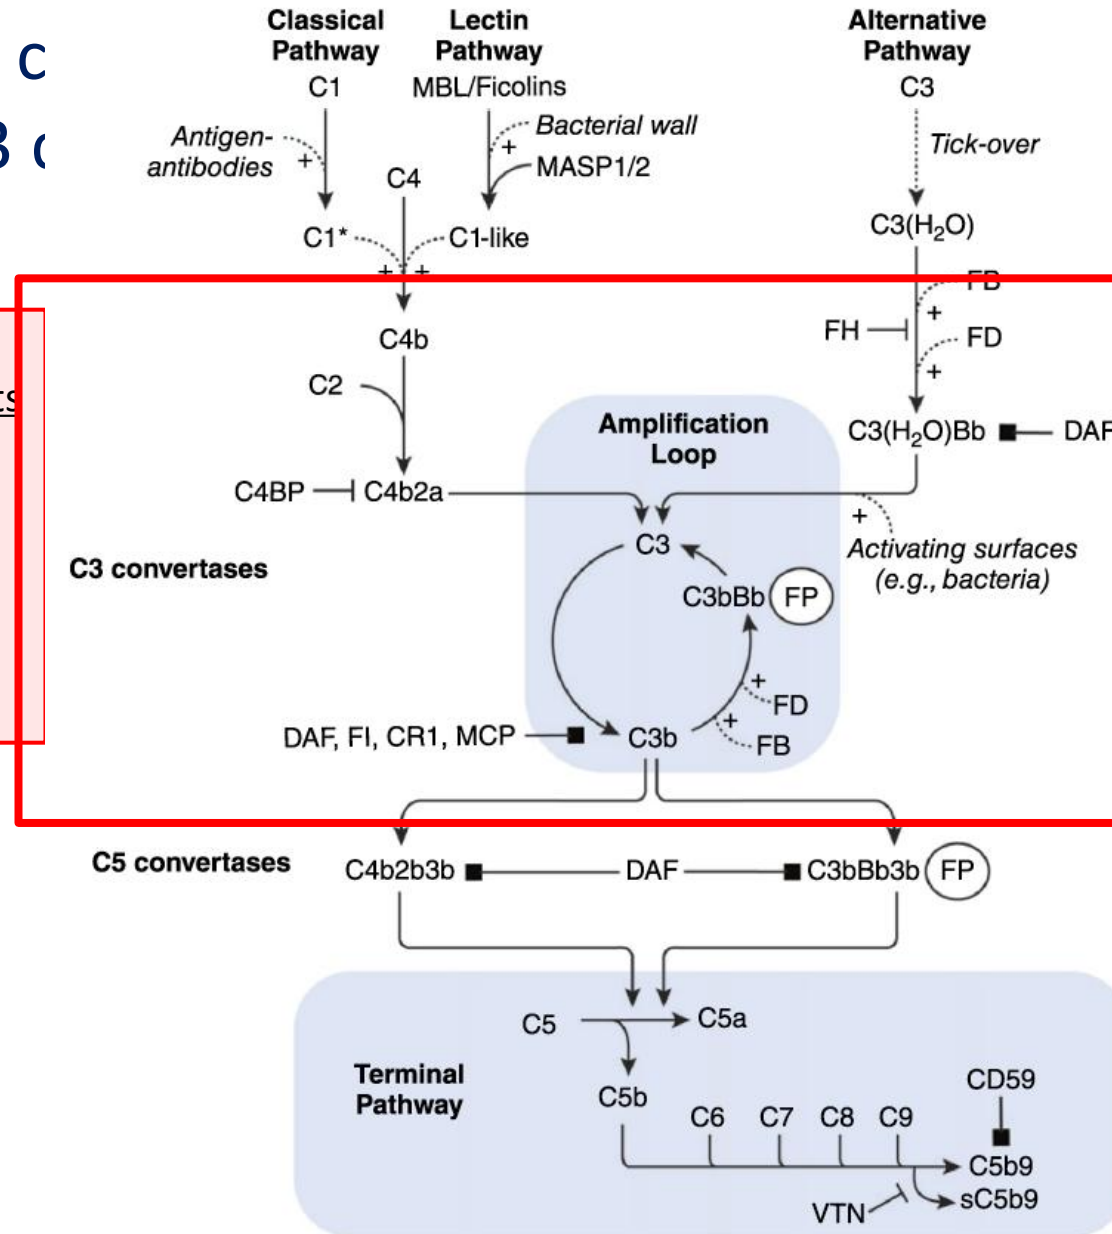 Classical
Pathway
Lectin
Pathway
Alternative
Pathway
C1
MBL/Ficolins
C3
Antigen-
antibodies
+
Bacterial wall
+
MASP1/2
Tick-over
C4
C1*
C1-like
C3(H₂O)
+ +
FB
+
FH
FD
+
C4b
C2
ts
Amplification
Loop
C3(H₂O)Bb
DAF
C4BP
C4b2a
+
C3
Activating surfaces
(e.g., bacteria)
C3 convertases
C3bBb
FP
+
FD
+
FB
DAF, FI, CR1, MCP
C3b
C5 convertases
C4b2b3b
DAF
C3bBb3b
FP
C5
C5a
Terminal
Pathway
C5b
C6
C7
C8
C9
CD59
C5b9
sC5b9
VTN